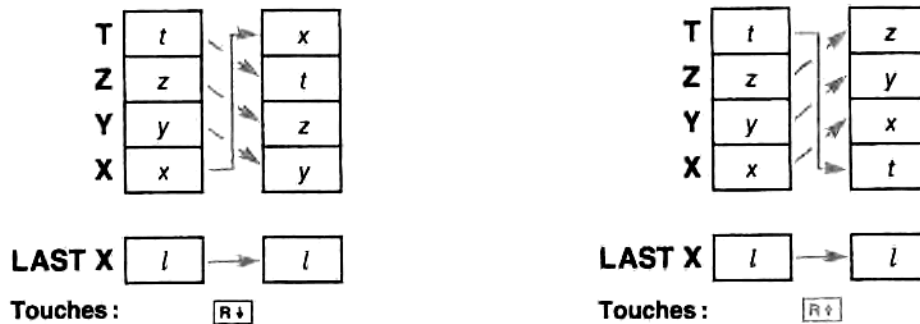 T t x t z
Z z t z y
Y y z y x
X x y x t
LAST X l l LAST X l l
Touches : R↓ Touches : R↑